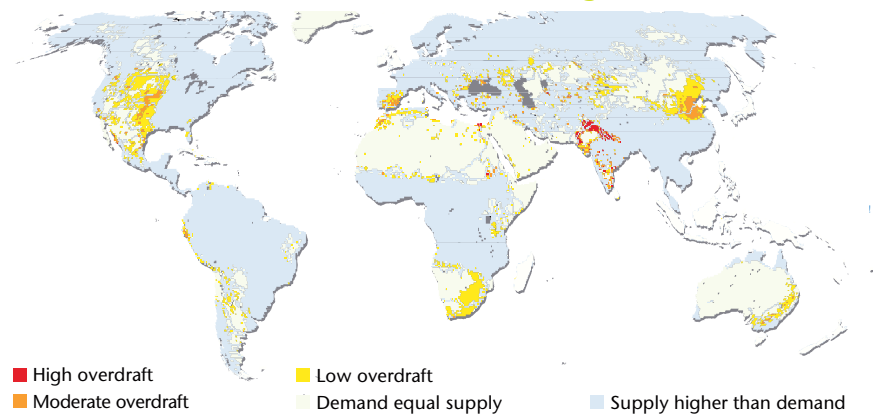 High overdraft
Moderate overdraft
Low overdraft
Demand equal supply
Supply higher than demand